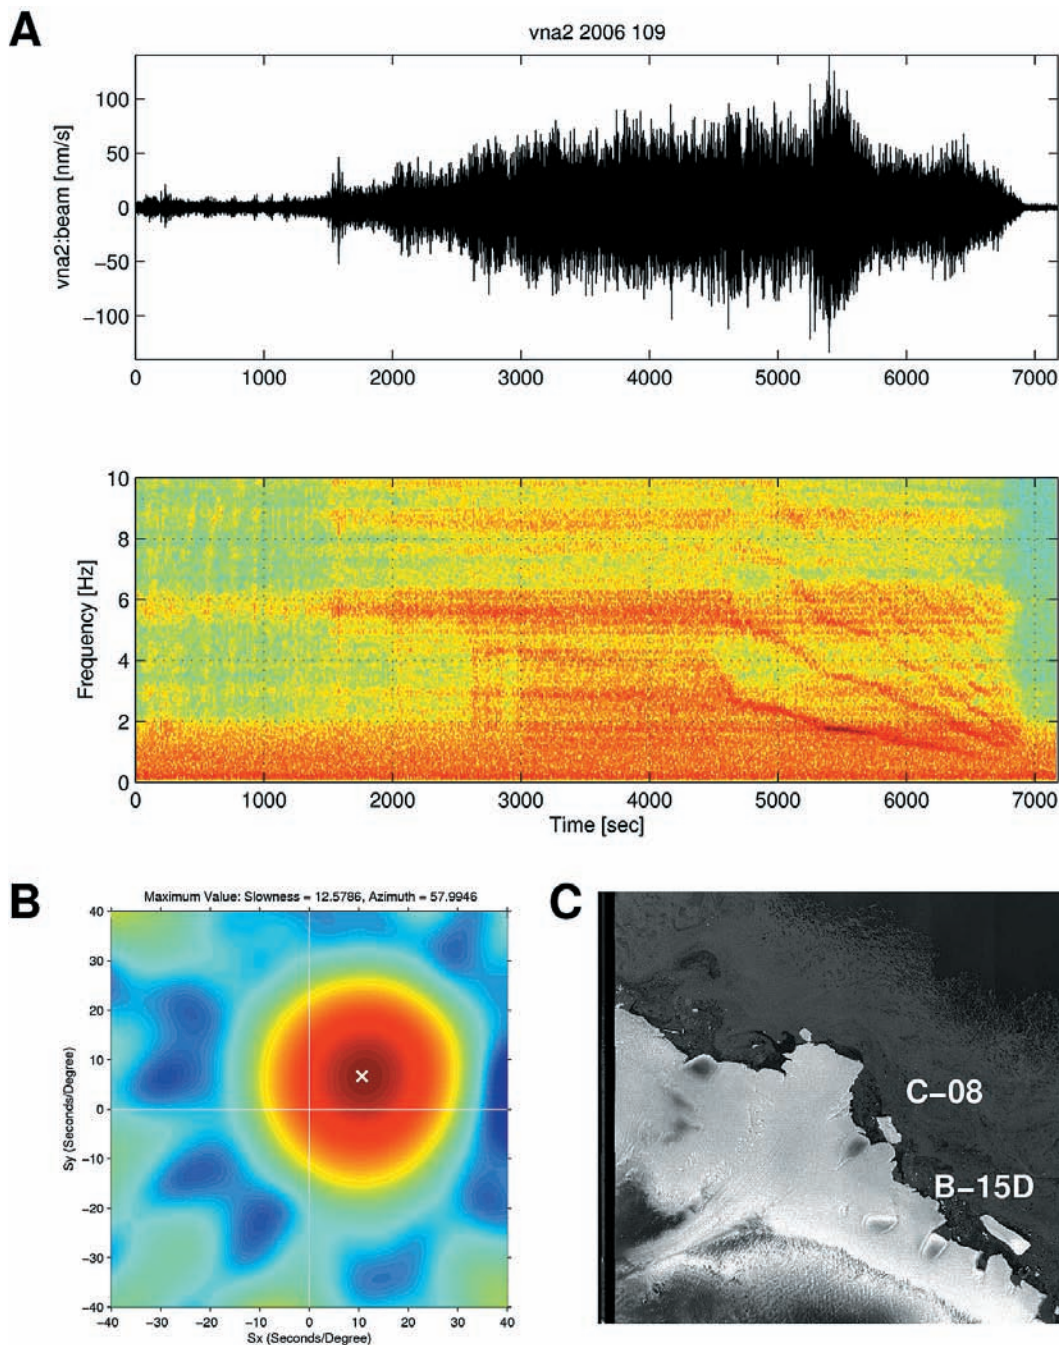 A
vna2 2006 109
vna2:beam [nm/s]
100
50
0
−50
−100
0 1000 2000 3000 4000 5000 6000 7000
Frequency [Hz]
10
8
6
4
2
0
0 1000 2000 3000 4000 5000 6000 7000
Time [sec]
B
Maximum Value: Slowness = 12.5786, Azimuth = 57.9946
Sy (Seconds/Degree)
40
30
20
10
0
−10
−20
−30
−40
−40 −30 −20 −10 0 10 20 30 40
Sx (Seconds/Degree)
C
C−08
B−15D